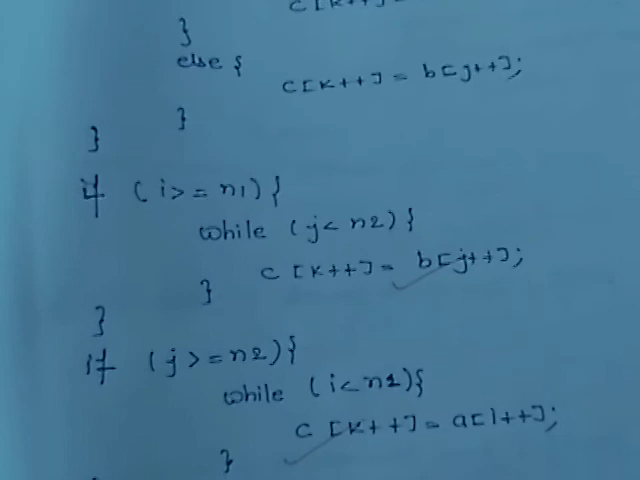 }
else {
c[k++] = b[j++];
}
}
if (i>=n1){
while (j<n2){
c[k++]= b[j++];
}
}
if (j>=n2){
while (i<n1){
c[k++]= a[i++];
}